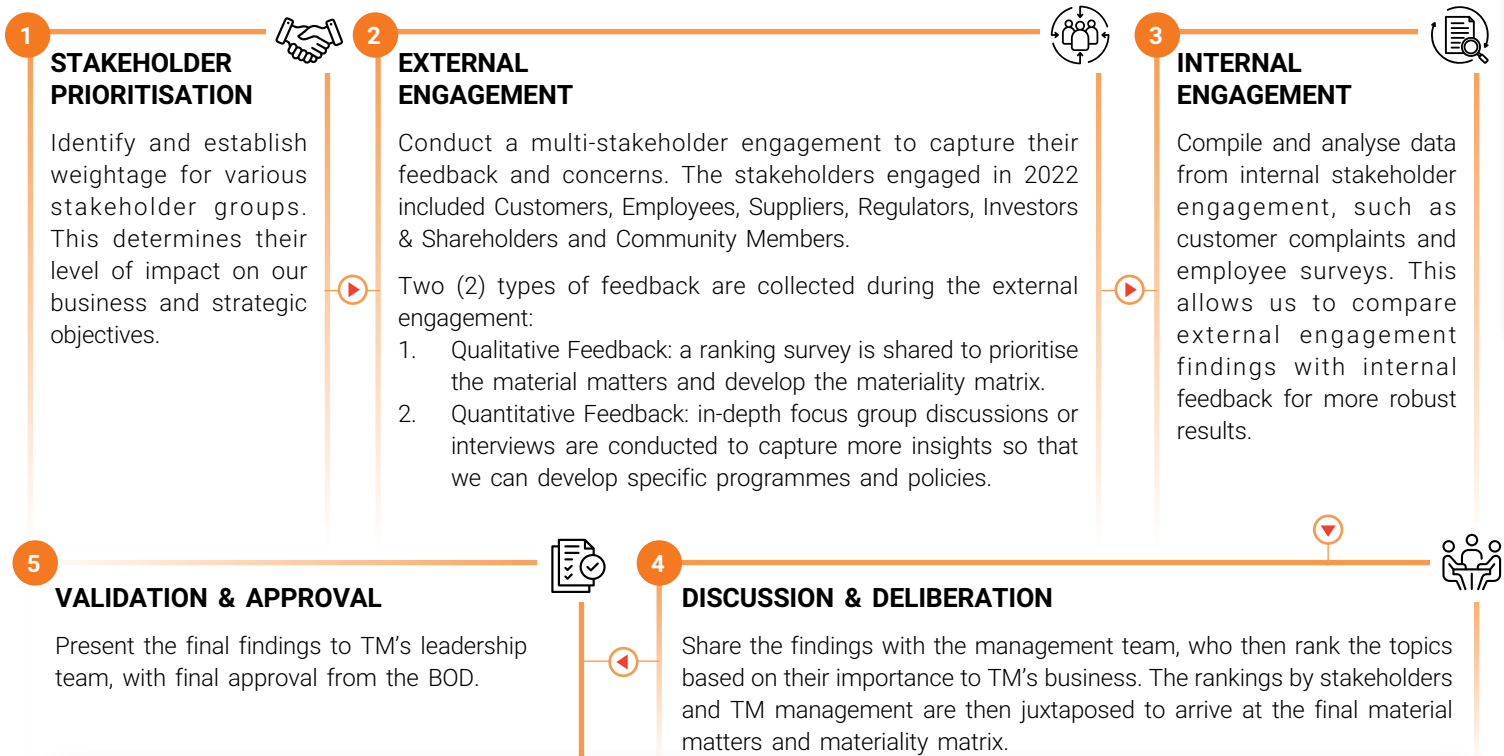 1
STAKEHOLDER
PRIORITISATION
Identify and establish
weightage for various
stakeholder groups.
This determines their
level of impact on our
business and strategic
objectives.
2
EXTERNAL
ENGAGEMENT
Conduct a multi-stakeholder engagement to capture their
feedback and concerns. The stakeholders engaged in 2022
included Customers, Employees, Suppliers, Regulators, Investors
& Shareholders and Community Members.
Two (2) types of feedback are collected during the external
engagement:
1. Qualitative Feedback: a ranking survey is shared to prioritise
the material matters and develop the materiality matrix.
2. Quantitative Feedback: in-depth focus group discussions or
interviews are conducted to capture more insights so that
we can develop specific programmes and policies.
3
INTERNAL
ENGAGEMENT
Compile and analyse data
from internal stakeholder
engagement, such as
customer complaints and
employee surveys. This
allows us to compare
external engagement
findings with internal
feedback for more robust
results.
4
DISCUSSION & DELIBERATION
Share the findings with the management team, who then rank the topics
based on their importance to TM's business. The rankings by stakeholders
and TM management are then juxtaposed to arrive at the final material
matters and materiality matrix.
5
VALIDATION & APPROVAL
Present the final findings to TM's leadership
team, with final approval from the BOD.